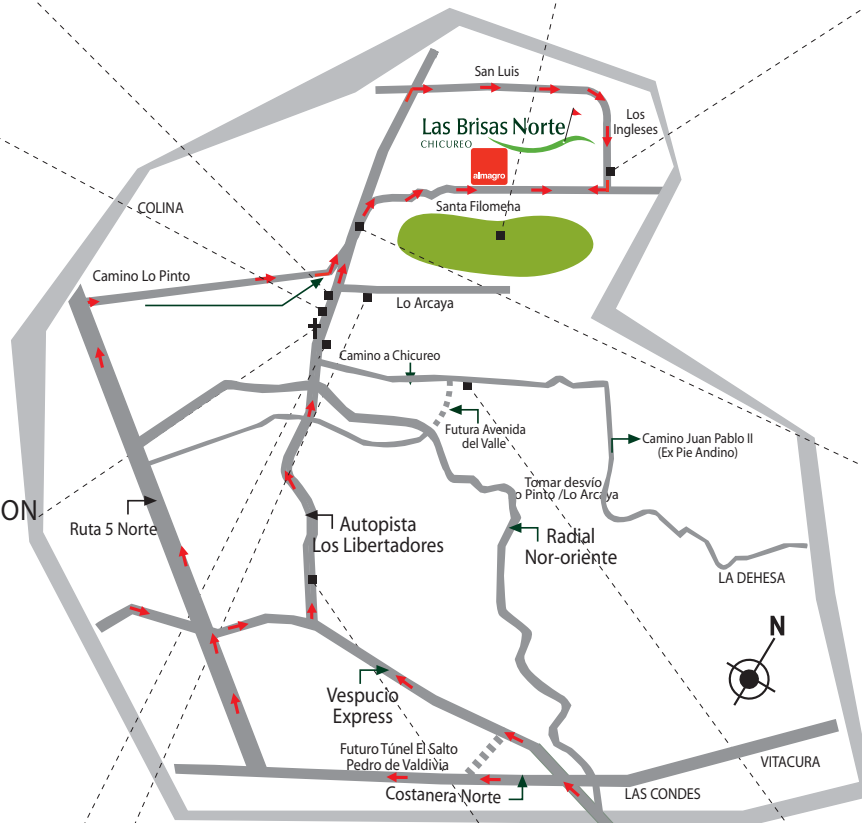 San Luis
Los
Ingleses
Las Brisas Norte
CHICUREO
almagro
COLINA
Santa Filomena
Camino Lo Pinto
Lo Arcaya
Camino a Chicureo
Futura Avenida
del Valle
Camino Juan Pablo II
(Ex Pie Andino)
Tomar desvío
Lo Pinto /Lo Arcaya
ON
Ruta 5 Norte
Autopista
Los Libertadores
Radial
Nor-oriente
LA DEHESA
N
Vespucio
Express
Futuro Túnel El Salto
Pedro de Valdivia
VITACURA
Costanera Norte
LAS CONDES